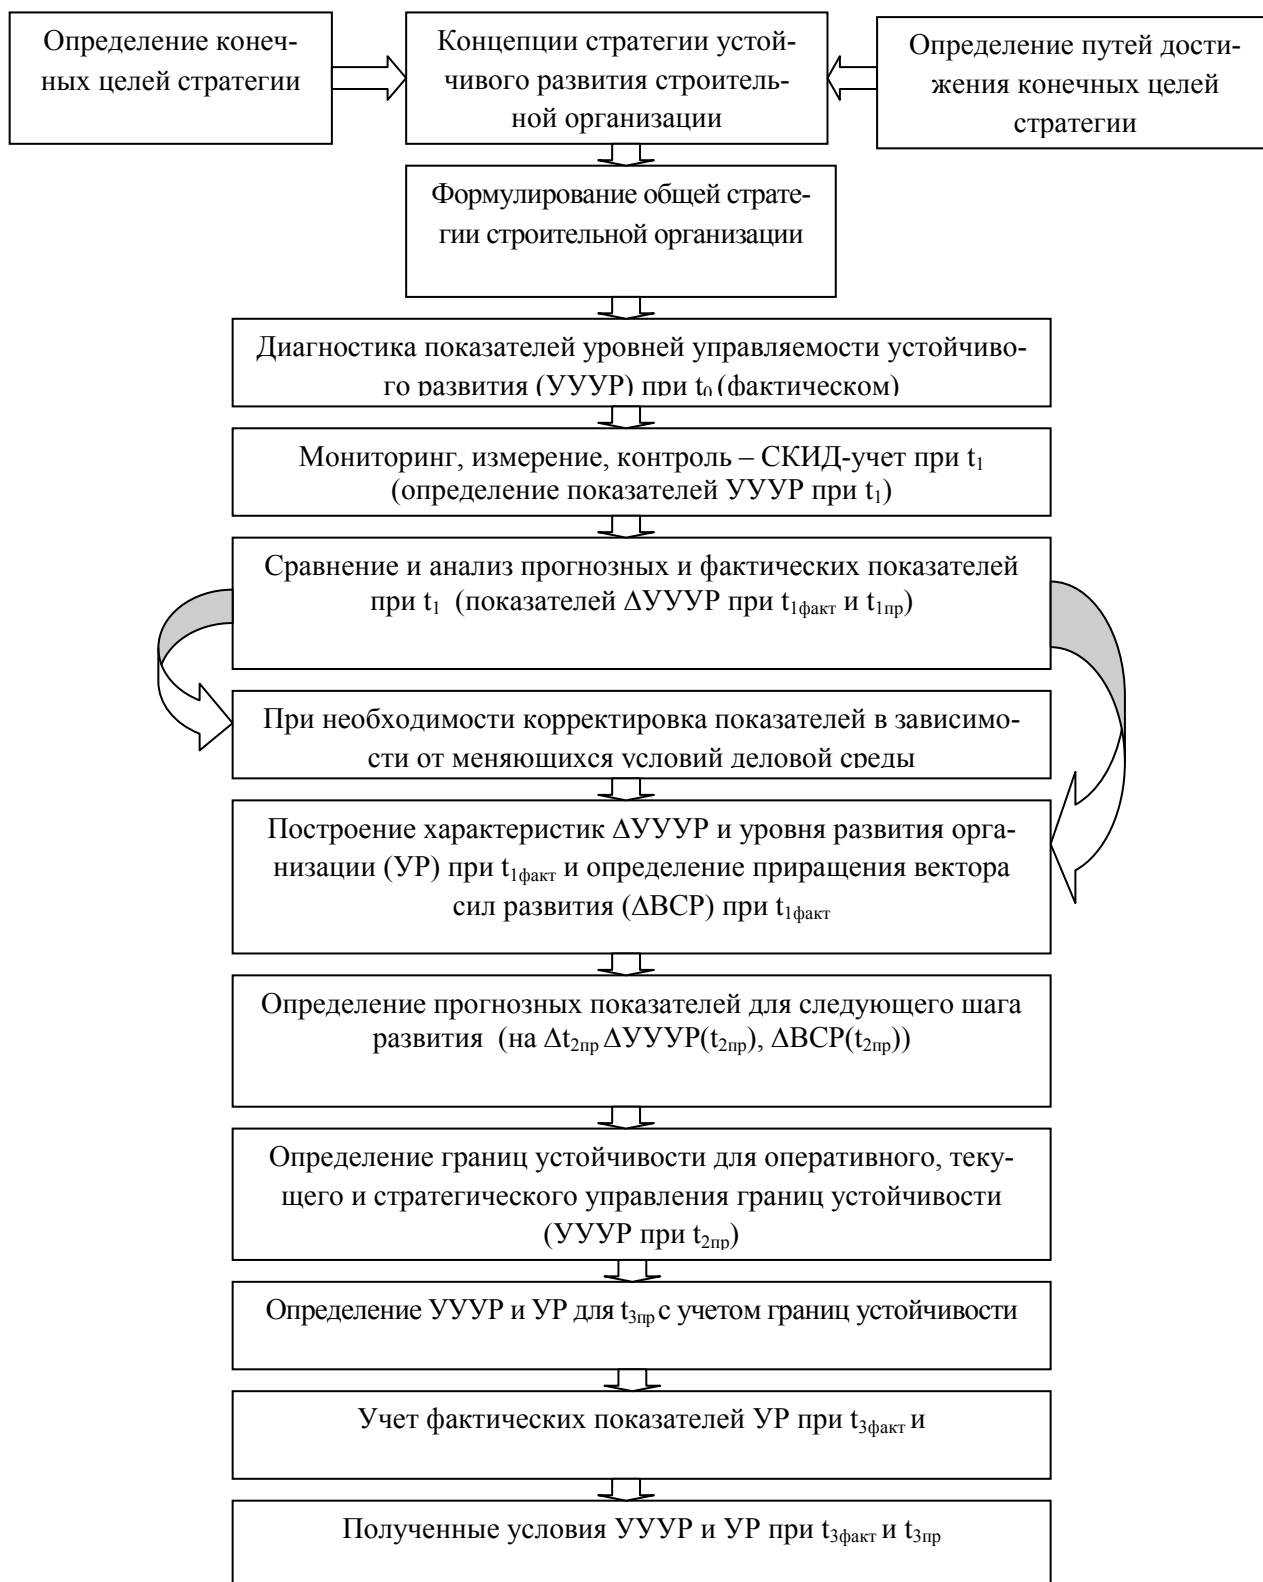 Определение конеч-
ных целей стратегии
Концепции стратегии устой-
чивого развития строитель-
ной организации
Определение путей дости-
жения конечных целей
стратегии
Формулирование общей страте-
гии строительной организации
Диагностика показателей уровней управляемости устойчиво-
го развития (УУУР) при t₀ (фактическом)
Мониторинг, измерение, контроль – СКИД-учет при t₁
(определение показателей УУУР при t₁)
Сравнение и анализ прогнозных и фактических показателей
при t₁ (показателей ΔУУУР при t1факт и t1пр)
При необходимости корректировка показателей в зависимо-
сти от меняющихся условий деловой среды
Построение характеристик ΔУУУР и уровня развития орга-
низации (УР) при t1факт и определение приращения вектора
сил развития (ΔВСР) при t1факт
Определение прогнозных показателей для следующего шага
развития (на Δt2пр ΔУУУР(t2пр), ΔВСР(t2пр))
Определение границ устойчивости для оперативного, теку-
щего и стратегического управления границ устойчивости
(УУУР при t2пр)
Определение УУУР и УР для t3пр с учетом границ устойчивости
Учет фактических показателей УР при t3факт и
Полученные условия УУУР и УР при t3факт и t3пр